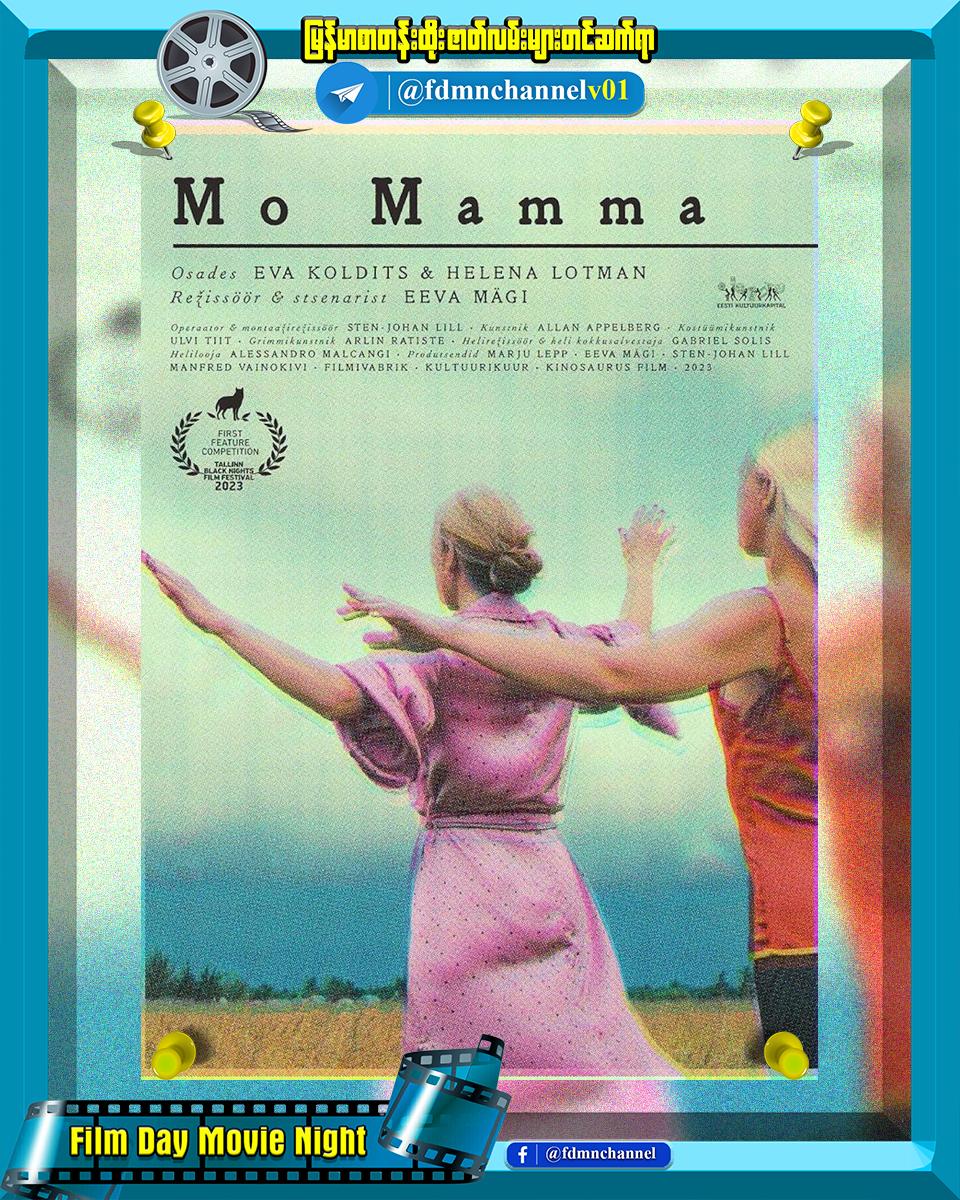 မြန်မာစာတန်းထိုးဇာတ်လမ်းများတင်ဆက်ရာ
@fdmnchannelv01
Mo Mamma
Osades EVA KOLDITS & HELENA LOTMAN
Režissöör & stsenarist EEVA MÄGI
EESTI KULTUURKAPITAL
Operaator & montaažirežissöör STEN-JOHAN LILL · Kunstnik ALLAN APPELBERG · Kostüümikunstnik
ULVI TIIT · Grimmikunstnik ARLIN RATISTE · Helirežissöör & heli kokkusalvestaja GABRIEL SOLIS
Helilooja ALESSANDRO MALCANGI · Produtsendid MARJU LEPP · EEVA MÄGI · STEN-JOHAN LILL
MANFRED VAINOKIVI · FILMIVABRIK · KULTUURIKUUR · KINOSAURUS FILM · 2023
FIRST
FEATURE
COMPETITION
TALLINN
BLACK NIGHTS
FILM FESTIVAL
2023
Film Day Movie Night
@fdmnchannel